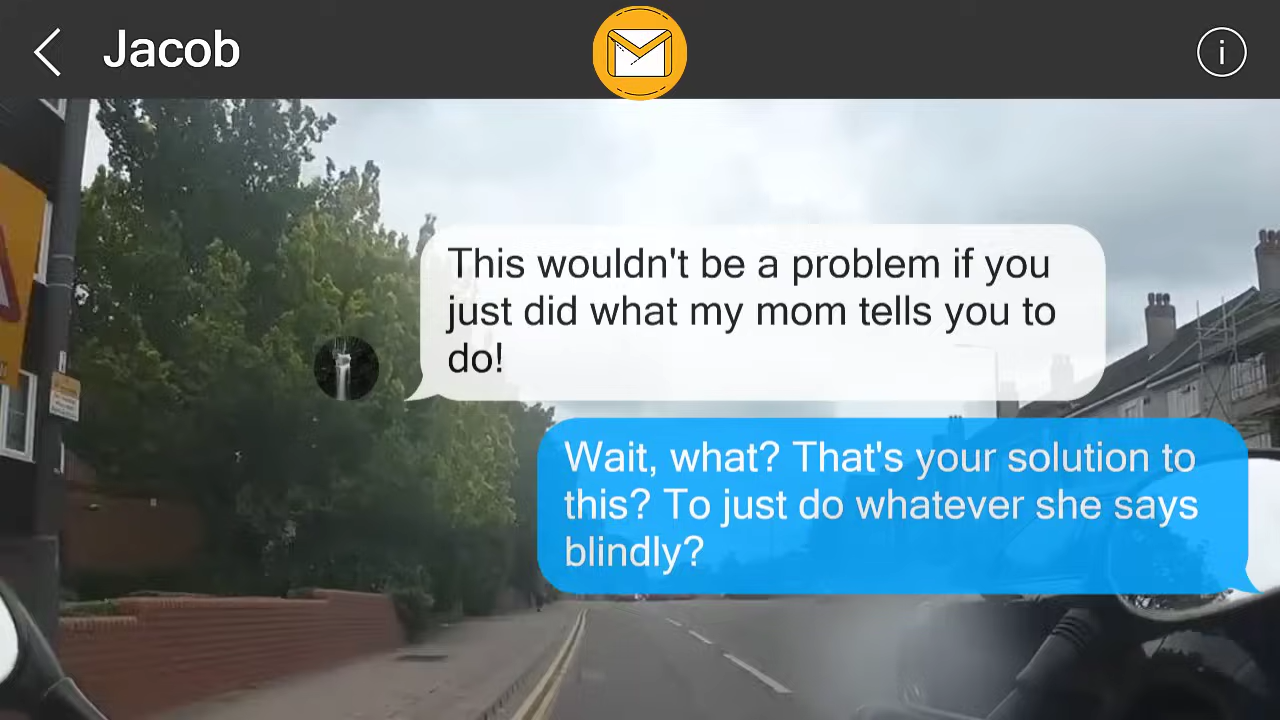 Jacob
This wouldn't be a problem if you
just did what my mom tells you to
do!
Wait, what? That's your solution to
this? To just do whatever she says
blindly?